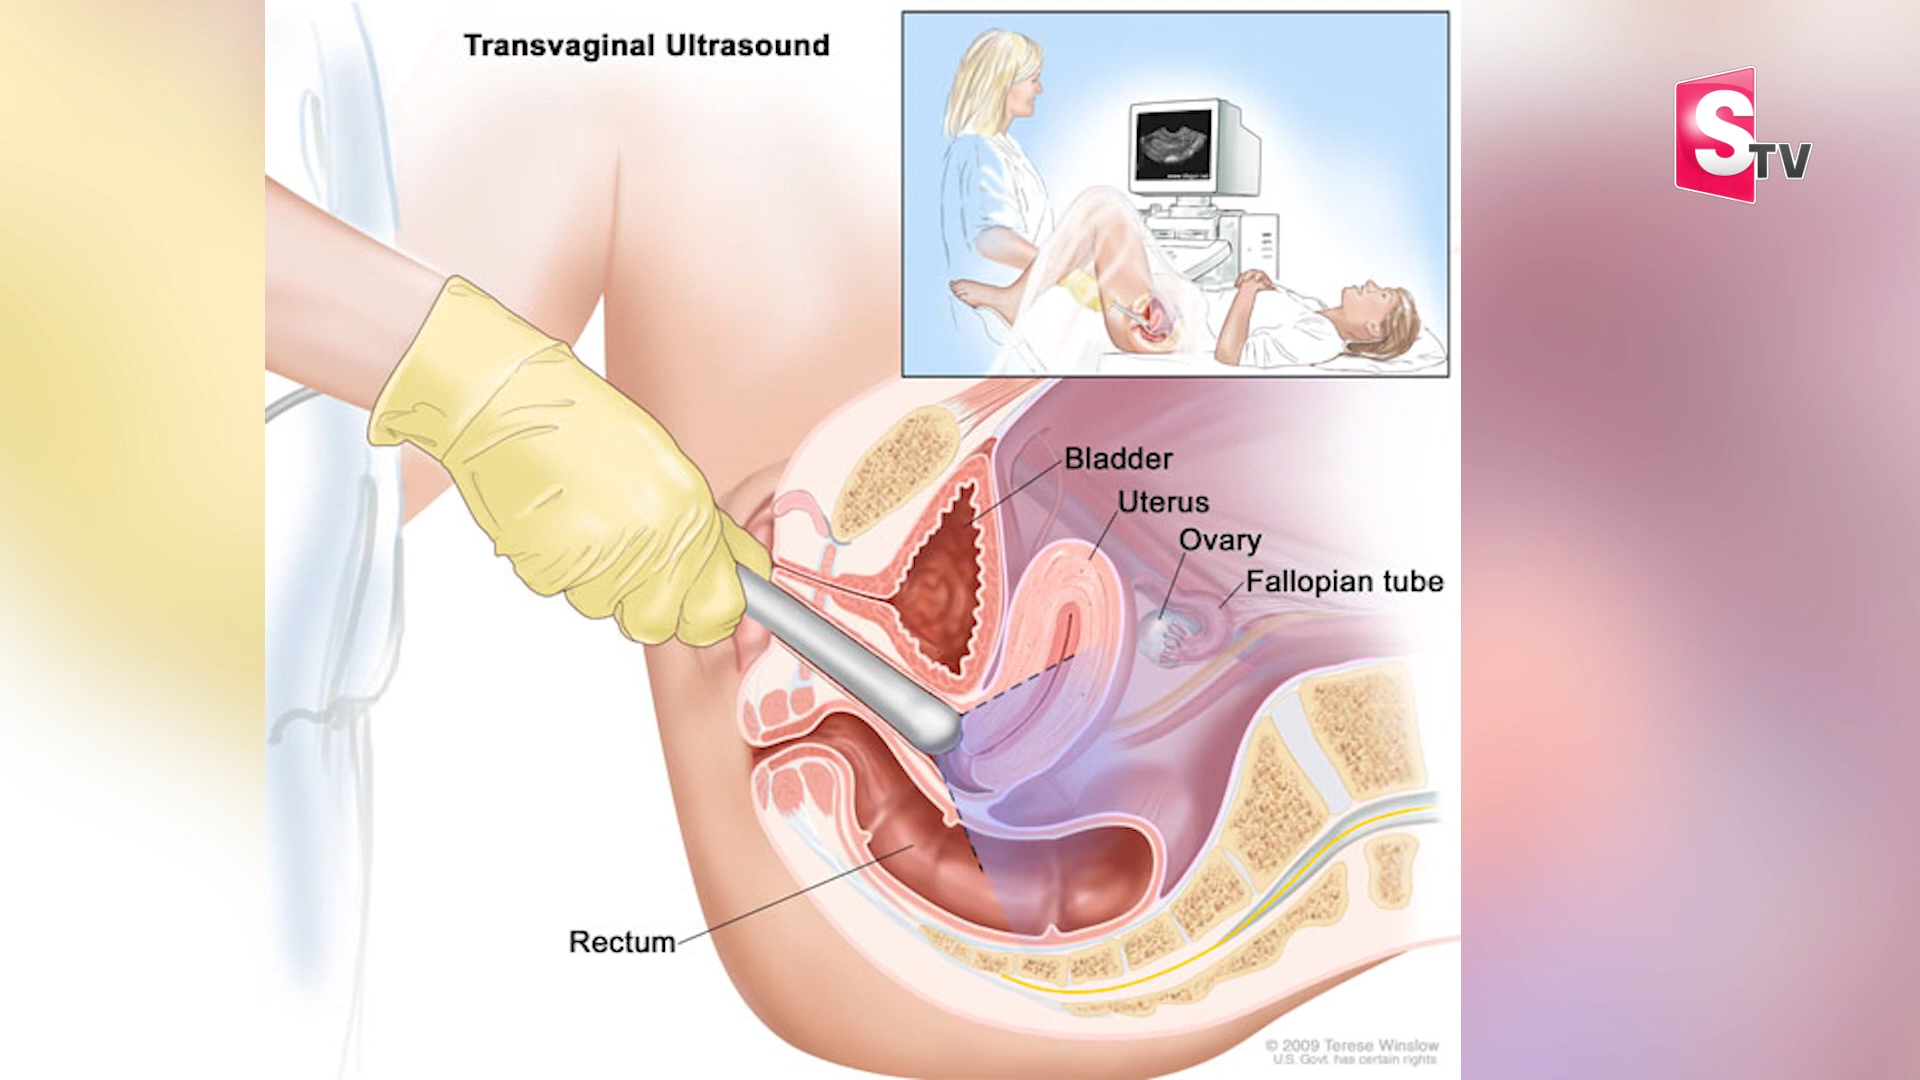 Transvaginal Ultrasound
STV
Bladder
Uterus
Ovary
Fallopian tube
Rectum
© 2009 Terese Winslow
U.S. Govt. has certain rights